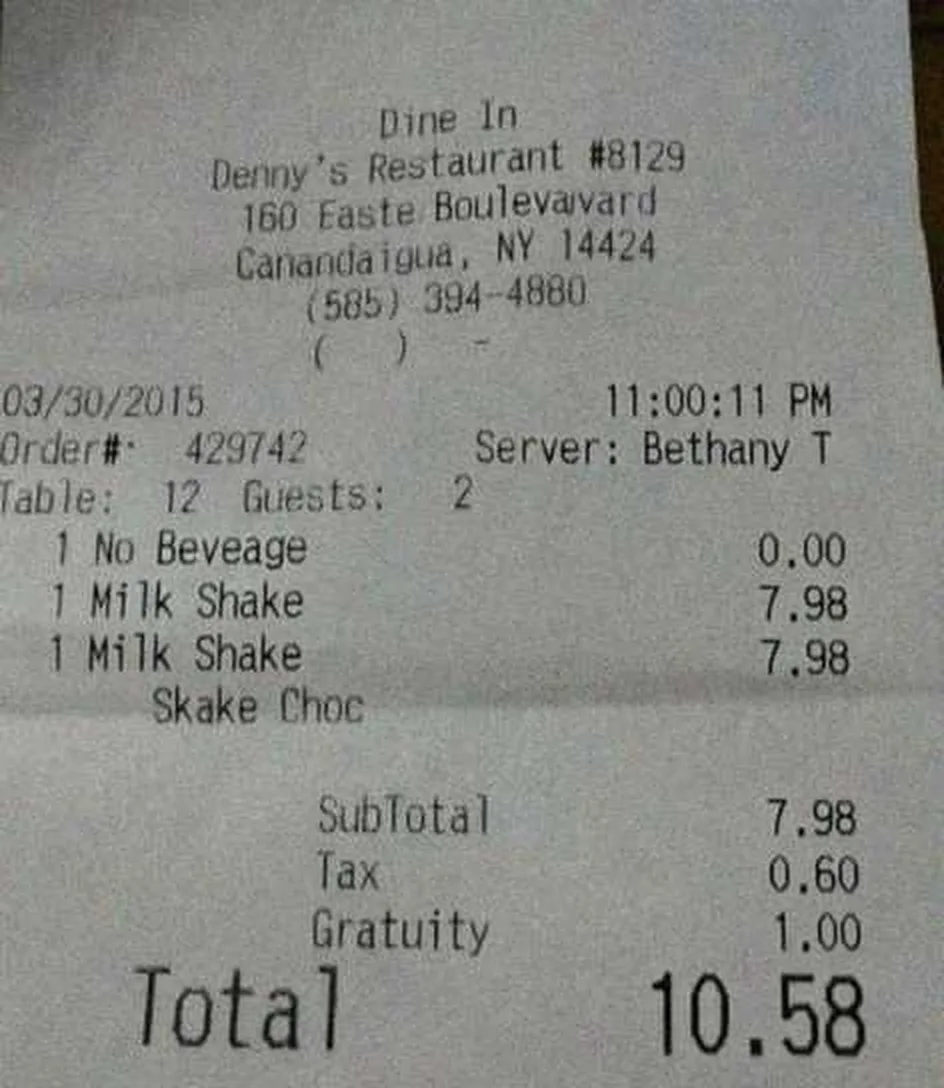 Dine In
Denny's Restaurant #8129
160 Easte Boulevawvard
Canandaigua, NY 14424
(585) 394-4880
( ) -
03/30/2015 11:00:11 PM
Order#: 429742 Server: Bethany T
Table: 12 Guests: 2
1 No Beveage 0.00
1 Milk Shake 7.98
1 Milk Shake 7.98
Skake Choc
SubTotal 7.98
Tax 0.60
Gratuity 1.00
Total 10.58